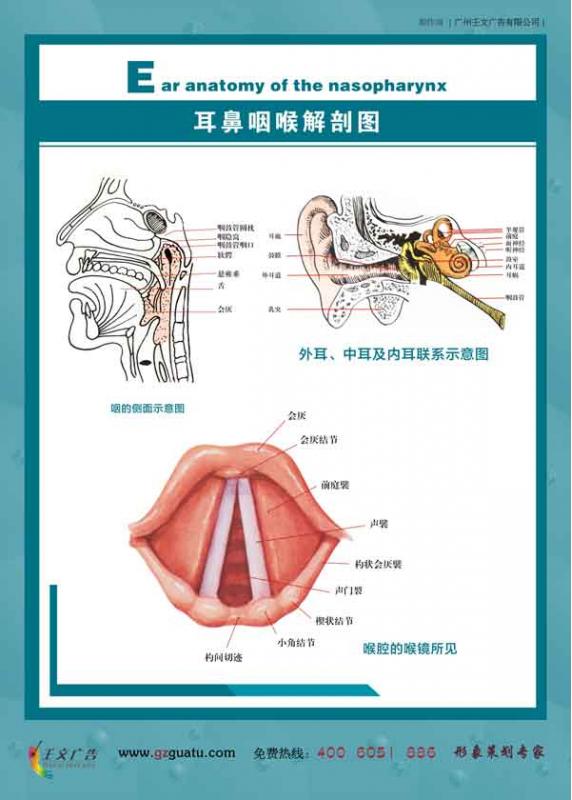 制作商 | 广州王文广告有限公司 |
Ear anatomy of the nasopharynx
耳鼻咽喉解剖图
咽鼓管圆枕
咽隐窝
咽鼓管咽口
软腭
悬雍垂
舌
会厌
耳廓
鼓膜
外耳道
乳突
半规管
前庭
面神经
听神经
鼓室
内耳道
耳蜗
咽鼓管
外耳、中耳及内耳联系示意图
咽的侧面示意图
会厌
会厌结节
前庭襞
声襞
杓状会厌襞
声门裂
楔状结节
小角结节
杓间切迹
喉腔的喉镜所见
王文广告
www.gzguatu.com
免费热线：400 6051 886
形象策划专家